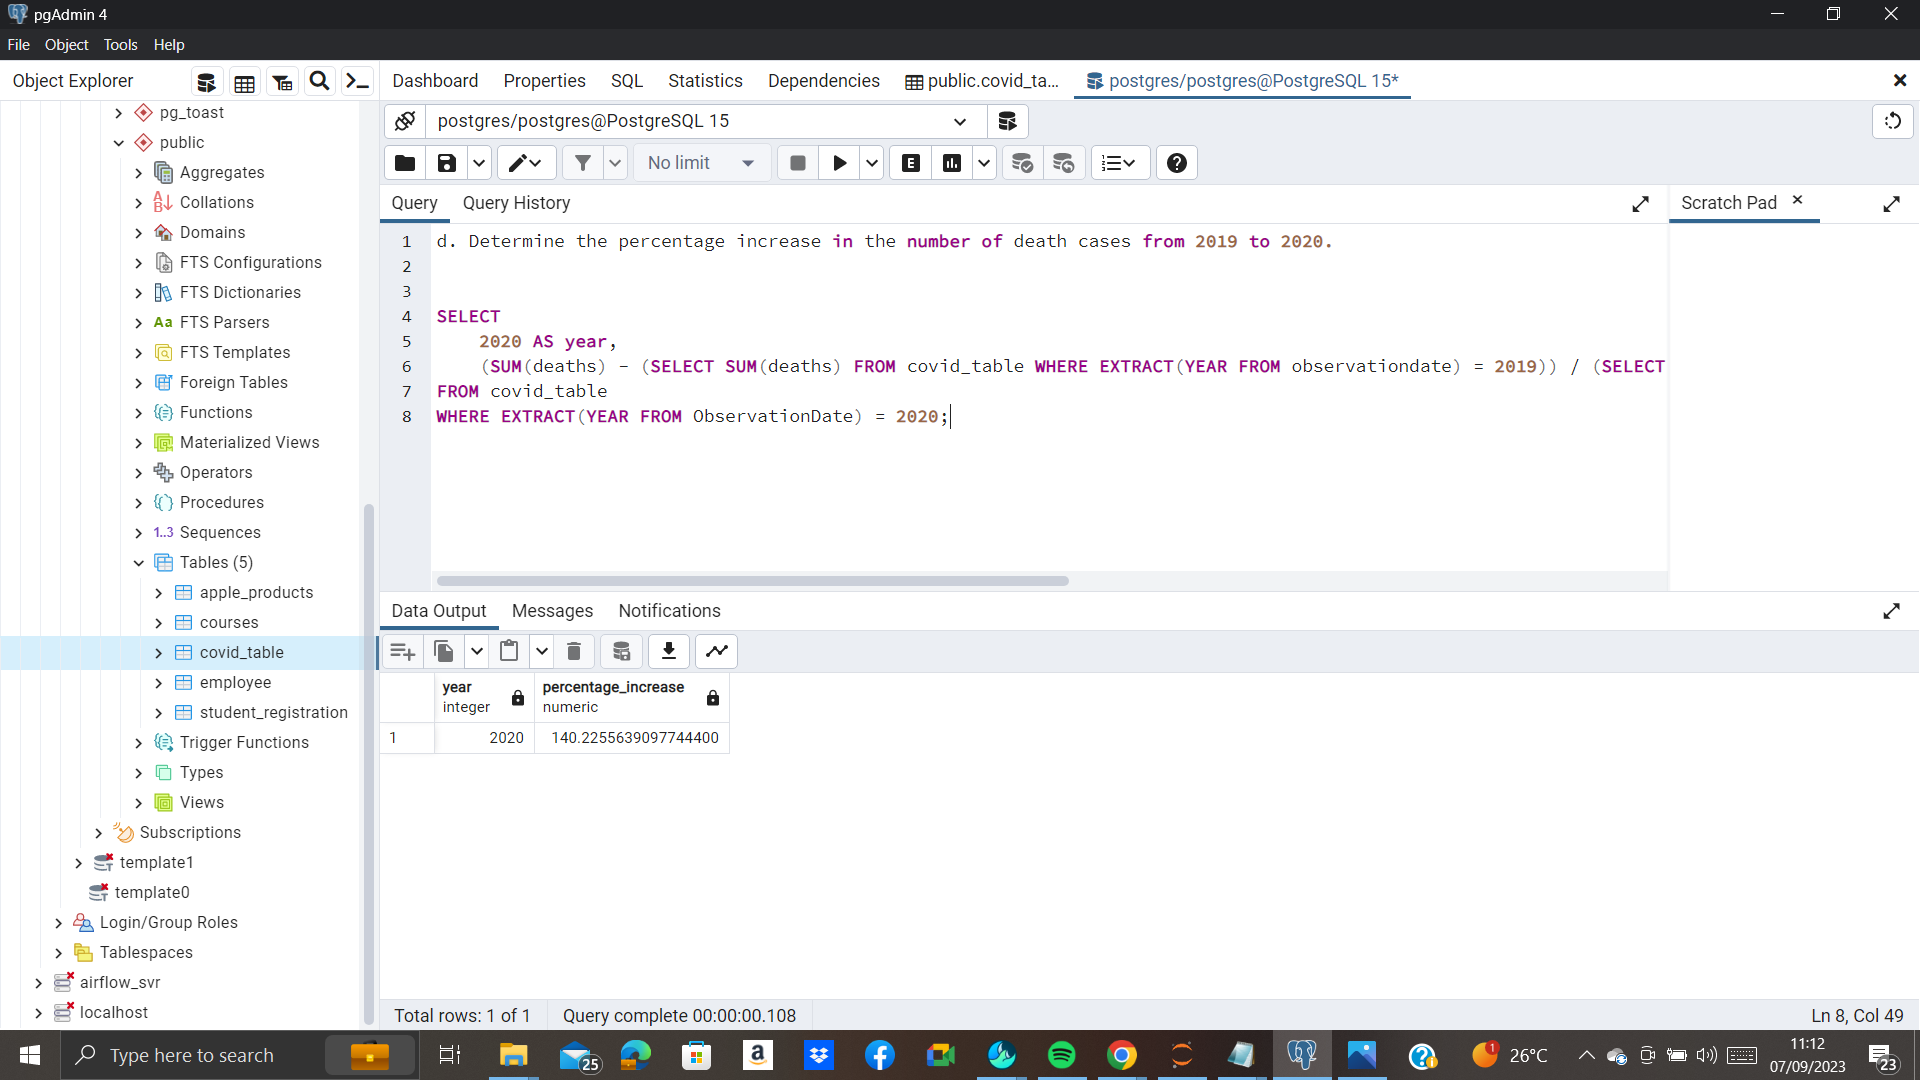 pgAdmin 4
File Object Tools Help
Object Explorer
Dashboard Properties SQL Statistics Dependencies public.covid_ta... postgres/postgres@PostgreSQL 15*
pg_toast
public
Aggregates
Collations
Domains
FTS Configurations
FTS Dictionaries
Aa FTS Parsers
FTS Templates
Foreign Tables
Functions
Materialized Views
Operators
Procedures
1..3 Sequences
Tables (5)
apple_products
courses
covid_table
employee
student_registration
Trigger Functions
Types
Views
Subscriptions
template1
template0
Login/Group Roles
Tablespaces
airflow_svr
localhost
postgres/postgres@PostgreSQL 15
No limit
E
Query Query History
Scratch Pad
1 d. Determine the percentage increase in the number of death cases from 2019 to 2020.
2
3
4 SELECT
5 2020 AS year,
6 (SUM(deaths) - (SELECT SUM(deaths) FROM covid_table WHERE EXTRACT(YEAR FROM observationdate) = 2019)) / (SELECT
7 FROM covid_table
8 WHERE EXTRACT(YEAR FROM ObservationDate) = 2020;
Data Output Messages Notifications
year percentage_increase
integer numeric
1 2020 140.2255639097744400
Total rows: 1 of 1 Query complete 00:00:00.108 Ln 8, Col 49
Type here to search
25
1
26°C
11:12
07/09/2023
23